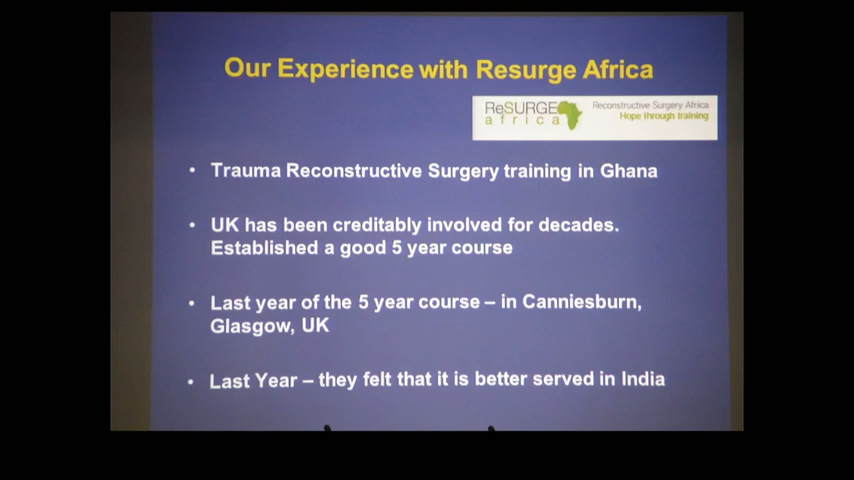 Our Experience with Resurge Africa
ReSURGE
africa
Reconstructive Surgery Africa
Hope through training
• Trauma Reconstructive Surgery training in Ghana
• UK has been creditably involved for decades.
Established a good 5 year course
• Last year of the 5 year course – in Canniesburn,
Glasgow, UK
• Last Year – they felt that it is better served in India